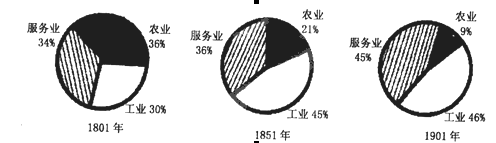 服务业
34%
农业
36%
工业 30%
1801 年
服务业
36%
农业
21%
工业 45%
1851 年
服务业
45%
农业
9%
工业 46%
1901 年